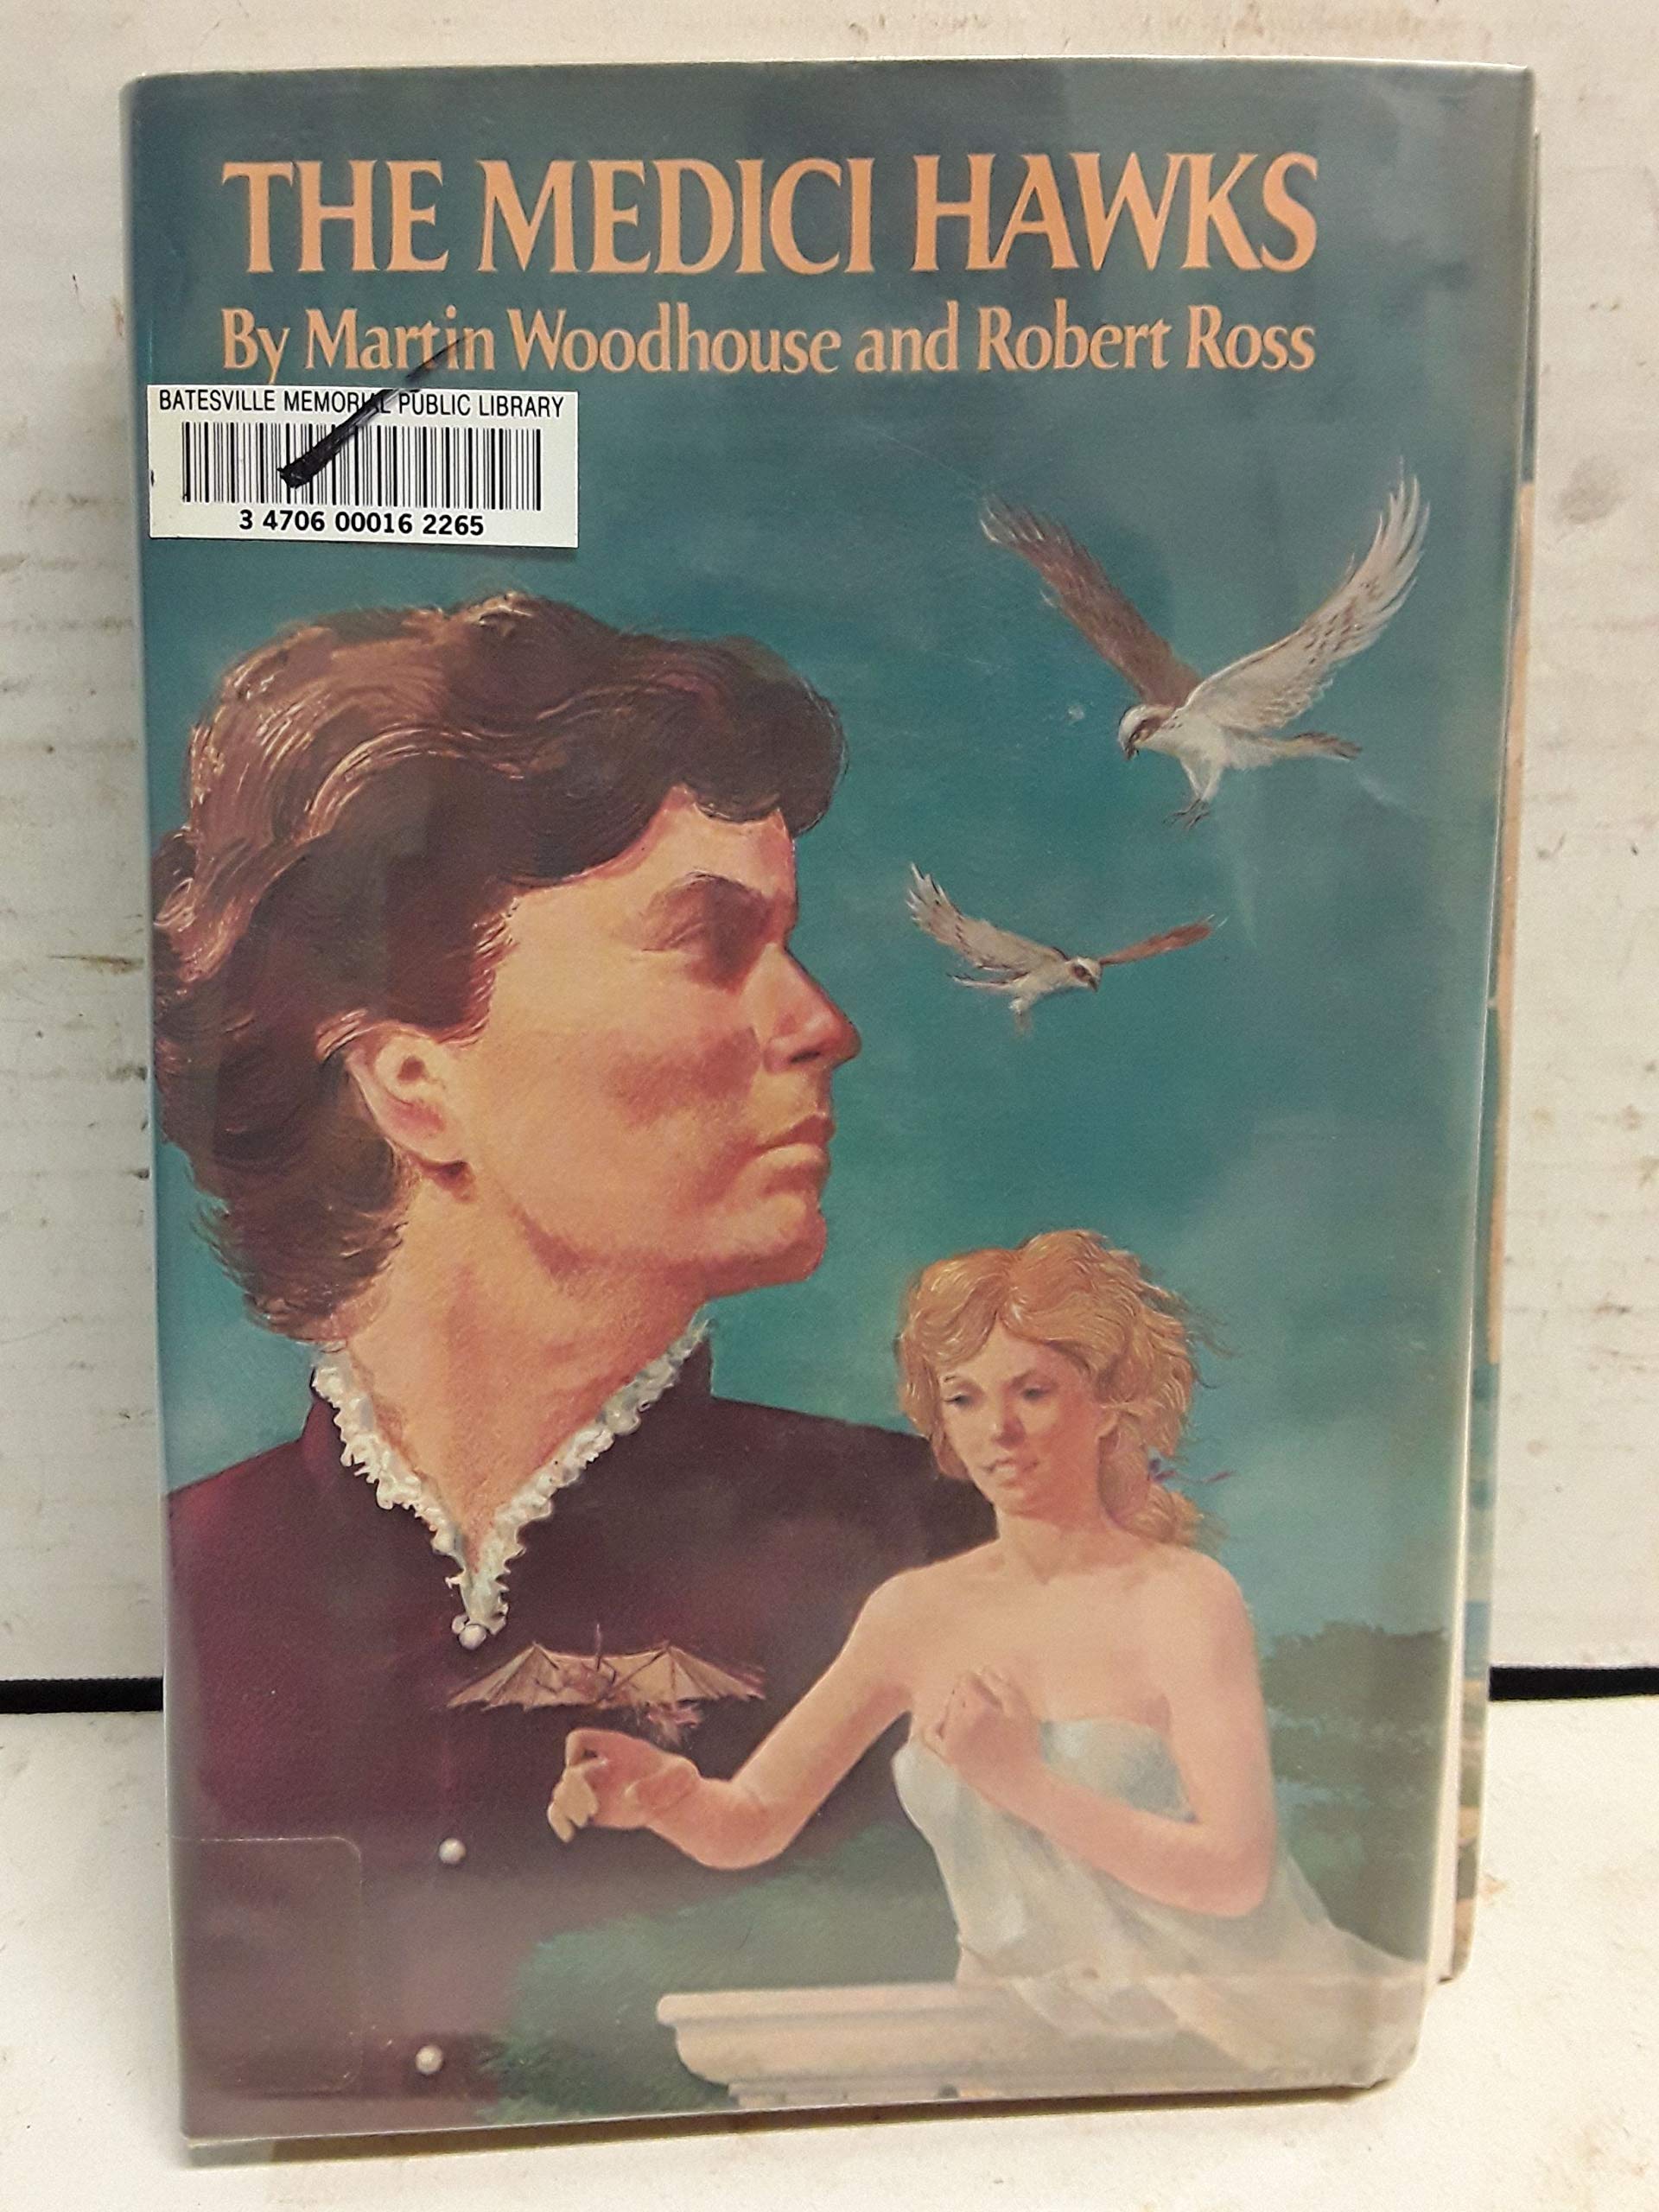 THE MEDICI HAWKS
By Martin Woodhouse and Robert Ross
BATESVILLE MEMORIAL PUBLIC LIBRARY
3 4706 00016 2265